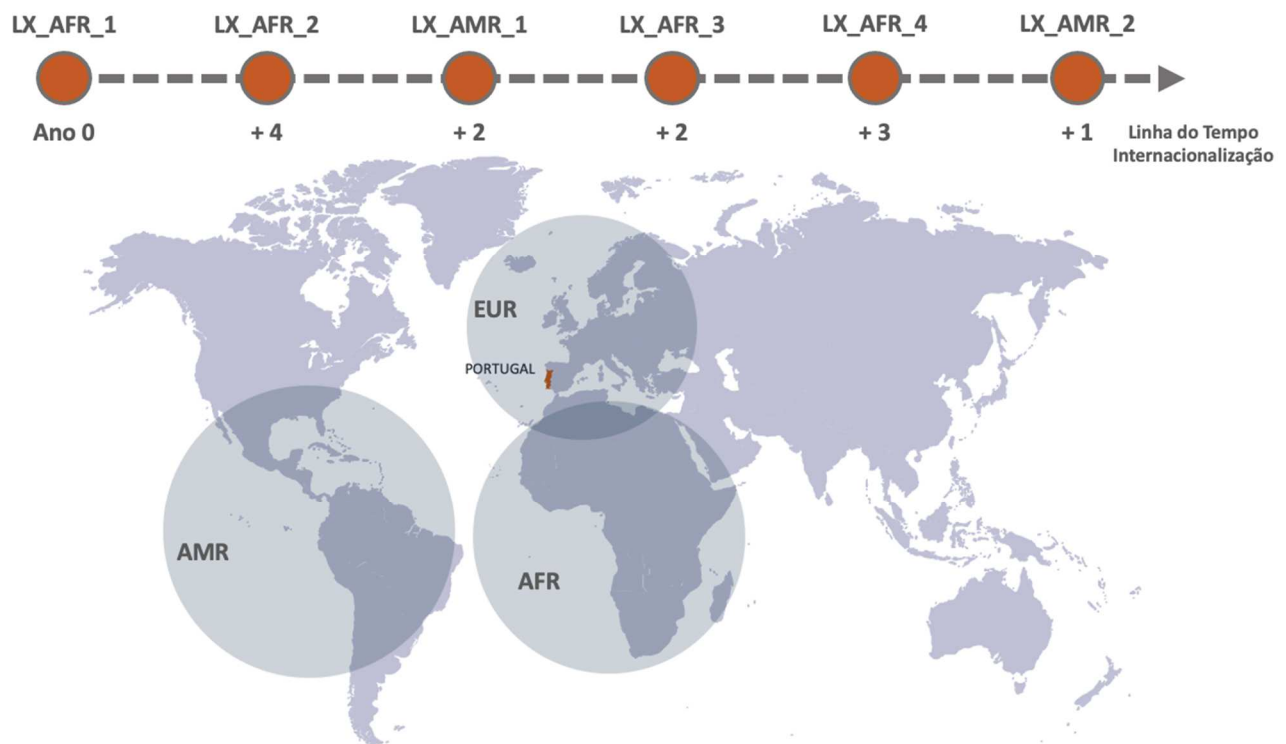 LX_AFR_1 LX_AFR_2 LX_AMR_1 LX_AFR_3 LX_AFR_4 LX_AMR_2
Ano 0 + 4 + 2 + 2 + 3 + 1 Linha do Tempo
Internacionalização
EUR
PORTUGAL
AMR
AFR